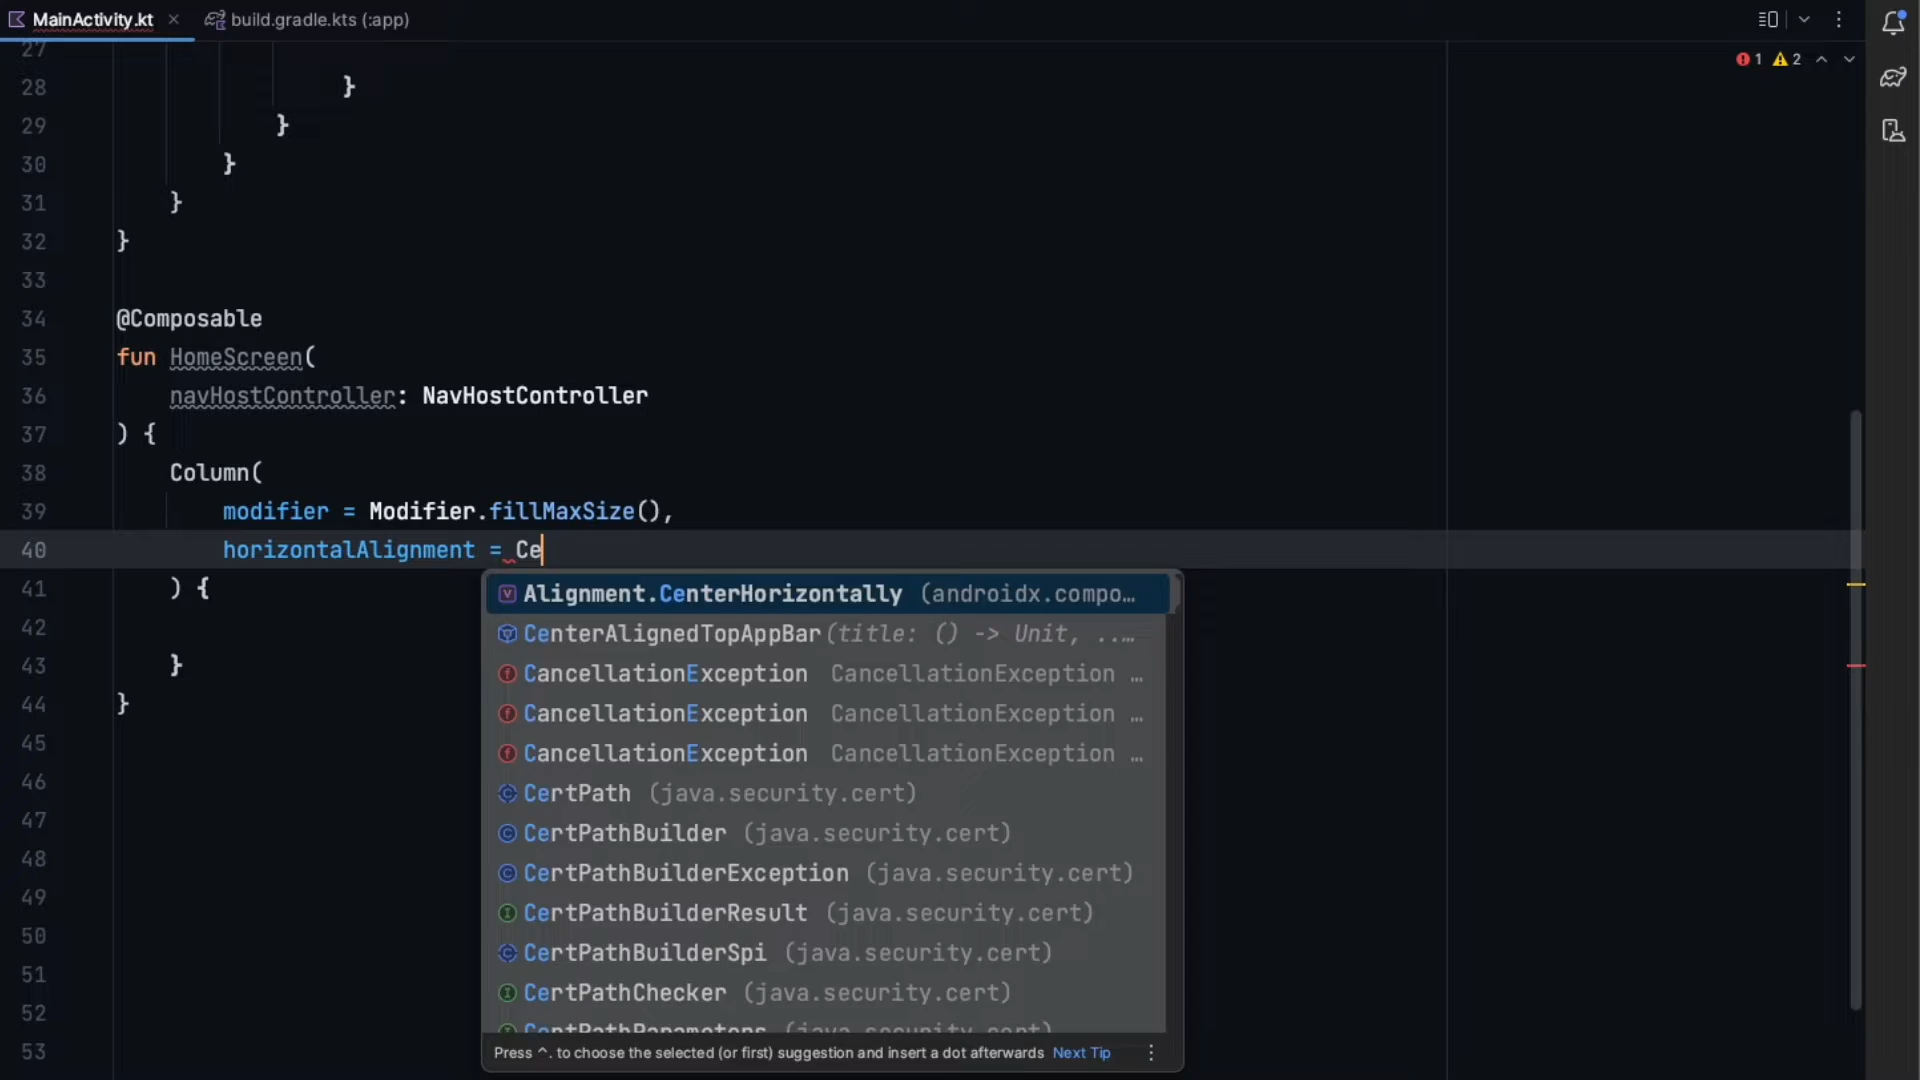 MainActivity.kt
build.gradle.kts (:app)
1 2
27
28 }
29 }
30 }
31 }
32 }
33
34 @Composable
35 fun HomeScreen(
36 navHostController: NavHostController
37 ) {
38 Column(
39 modifier = Modifier.fillMaxSize(),
40 horizontalAlignment = Ce
41 ) {
Alignment.CenterHorizontally (androidx.compo…
42
CenterAlignedTopAppBar(title: () -> Unit, ..…
43 }
CancellationException CancellationException …
44 }
CancellationException CancellationException …
45
CancellationException CancellationException …
46
CertPath (java.security.cert)
47
CertPathBuilder (java.security.cert)
48
CertPathBuilderException (java.security.cert)
49
CertPathBuilderResult (java.security.cert)
50
CertPathBuilderSpi (java.security.cert)
51
CertPathChecker (java.security.cert)
52
CertPathParameters (java.security.cert)
53
Press ^. to choose the selected (or first) suggestion and insert a dot afterwards Next Tip